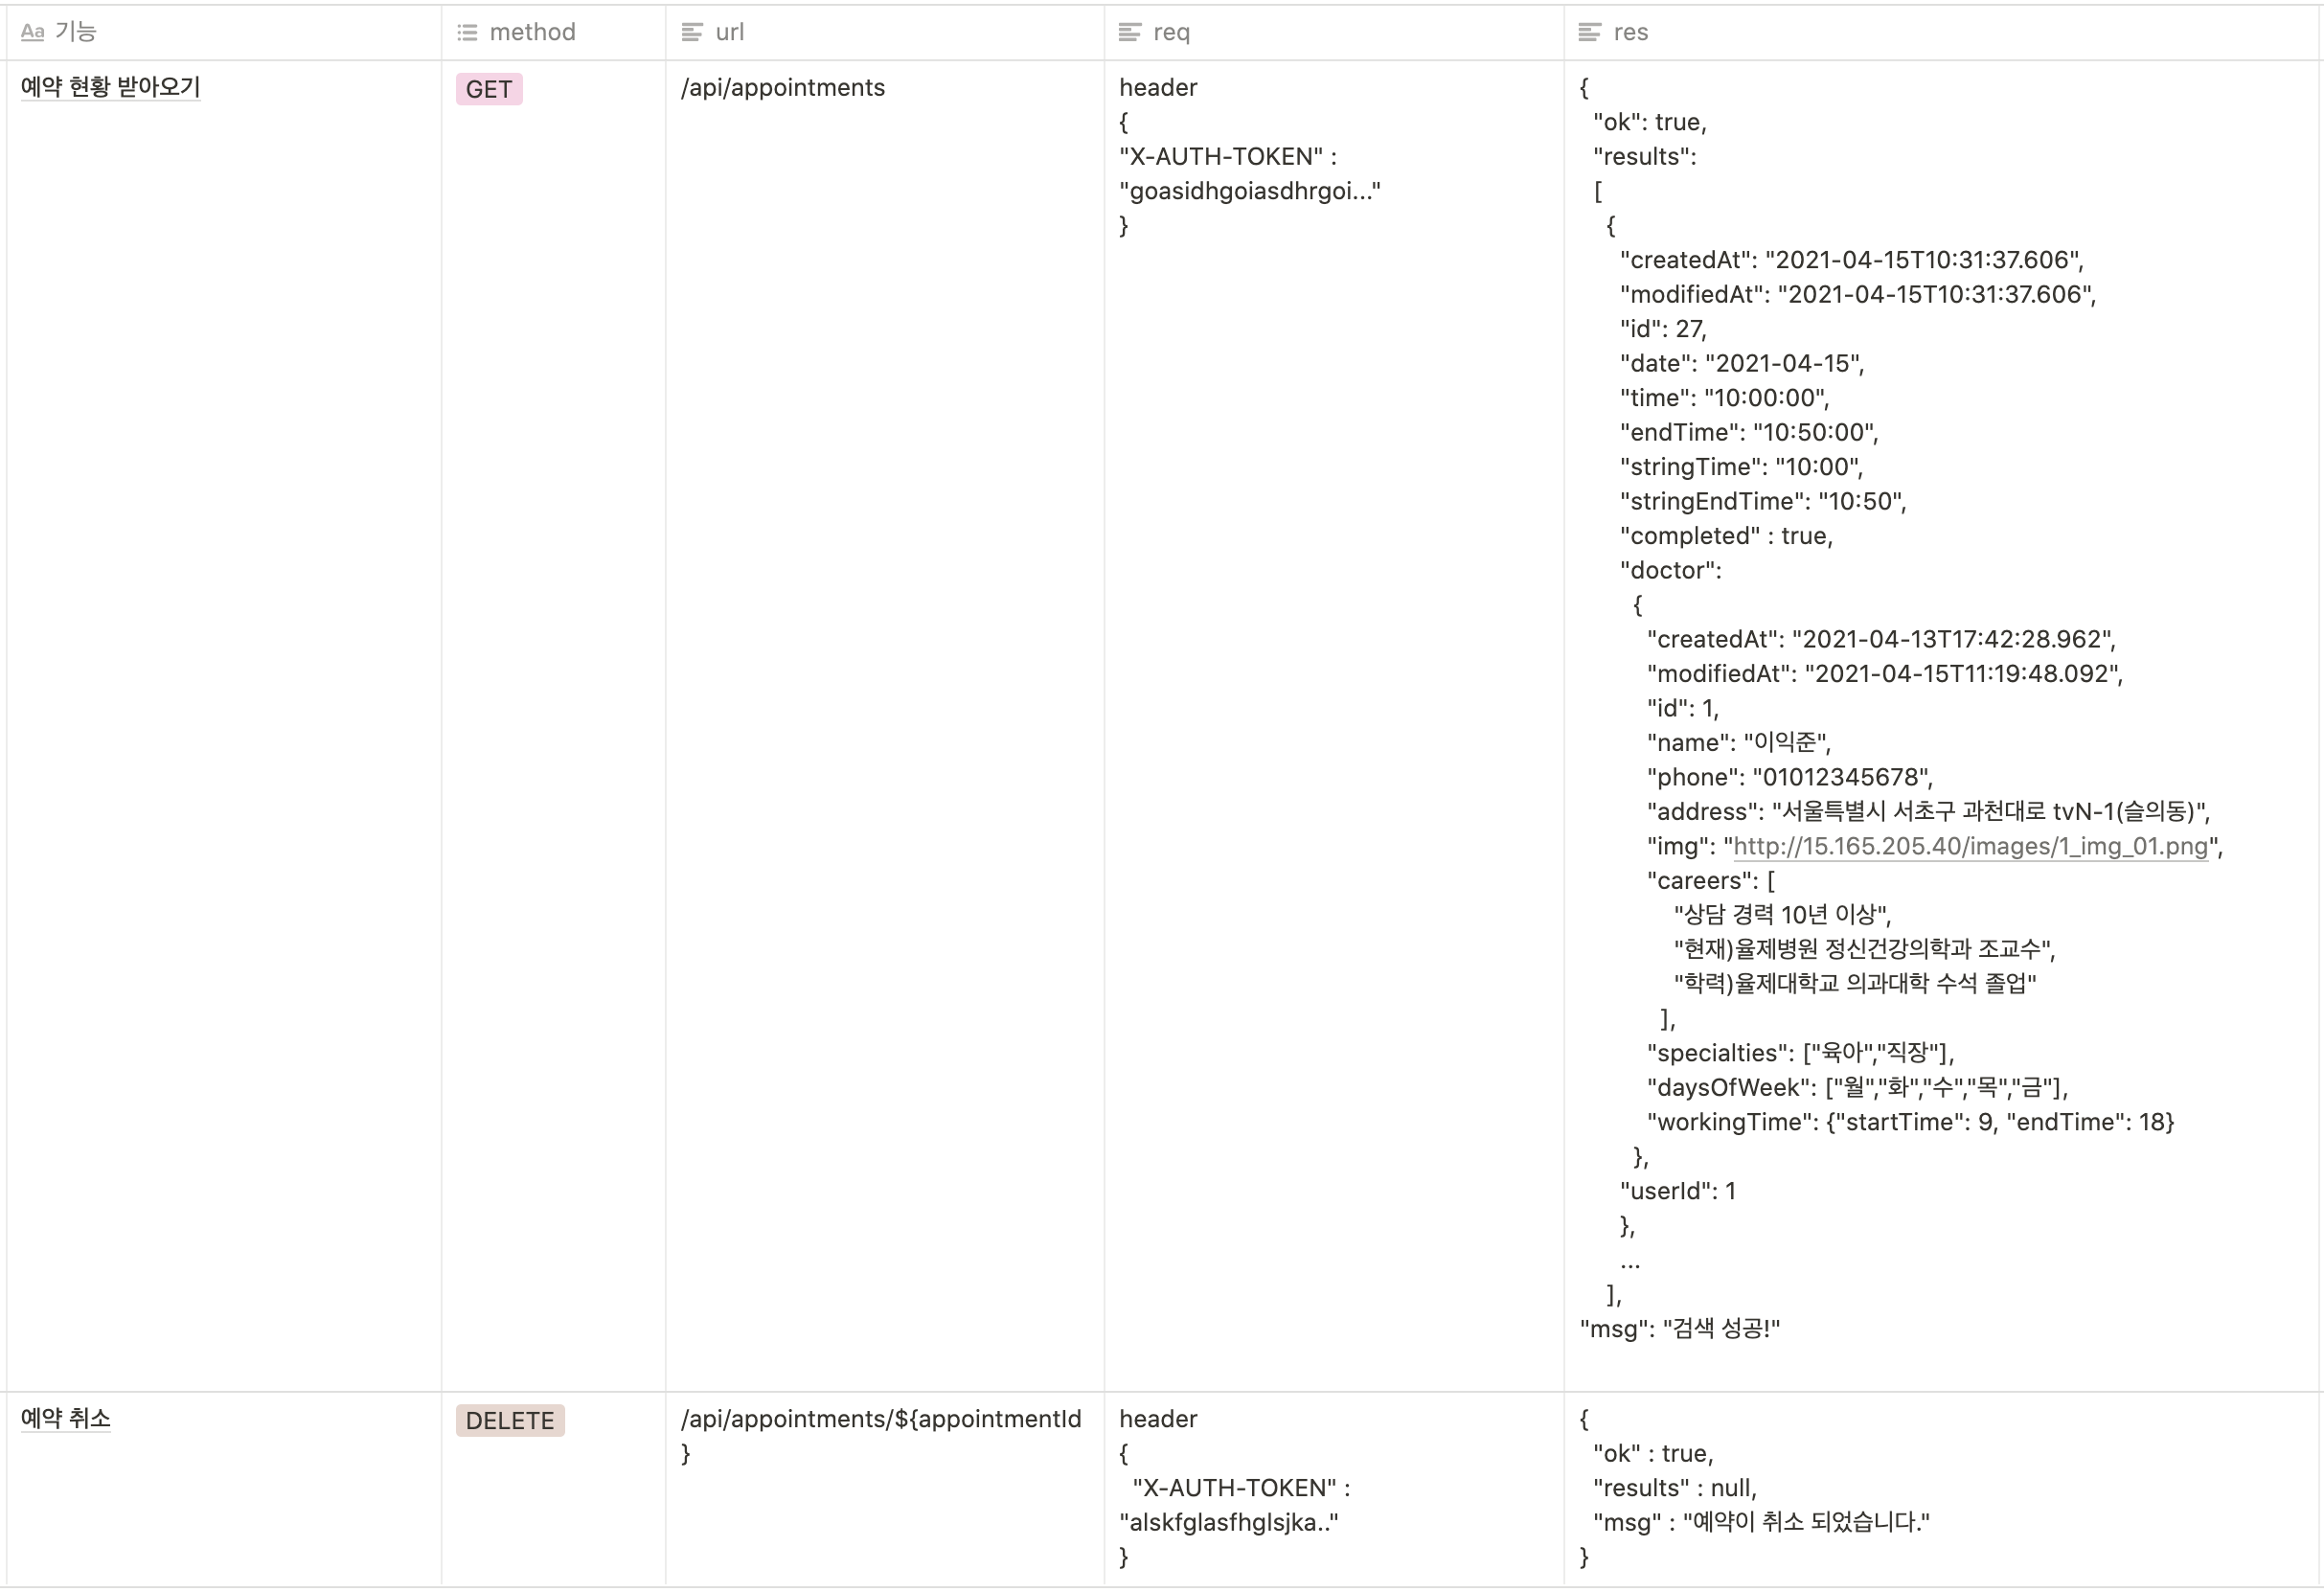 Aa 기능
method
url
req
res
예약 현황 받아오기
GET
/api/appointments
header
{
"X-AUTH-TOKEN" :
"goasidhgoiasdhrgoi..."
}
{
"ok": true,
"results":
[
{
"createdAt": "2021-04-15T10:31:37.606",
"modifiedAt": "2021-04-15T10:31:37.606",
"id": 27,
"date": "2021-04-15",
"time": "10:00:00",
"endTime": "10:50:00",
"stringTime": "10:00",
"stringEndTime": "10:50",
"completed" : true,
"doctor":
{
"createdAt": "2021-04-13T17:42:28.962",
"modifiedAt": "2021-04-15T11:19:48.092",
"id": 1,
"name": "이익준",
"phone": "01012345678",
"address": "서울특별시 서초구 과천대로 tvN-1(슬의동)",
"img": "http://15.165.205.40/images/1_img_01.png",
"careers": [
"상담 경력 10년 이상",
"현재)율제병원 정신건강의학과 조교수",
"학력)율제대학교 의과대학 수석 졸업"
],
"specialties": ["육아","직장"],
"daysOfWeek": ["월","화","수","목","금"],
"workingTime": {"startTime": 9, "endTime": 18}
},
"userId": 1
},
...
],
"msg": "검색 성공!"
예약 취소
DELETE
/api/appointments/${appointmentId
}
header
{
"X-AUTH-TOKEN" :
"alskfglasfhglsjka.."
}
{
"ok" : true,
"results" : null,
"msg" : "예약이 취소 되었습니다."
}